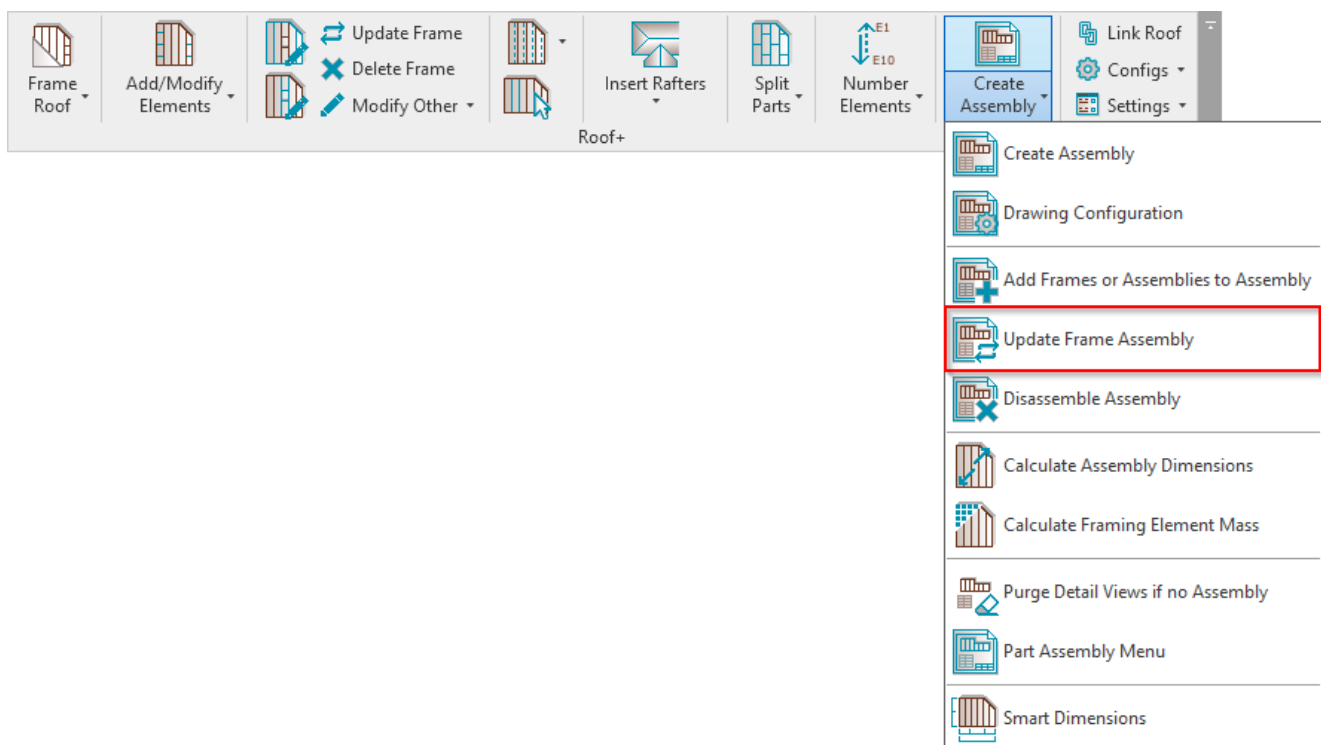 Frame
Roof
Add/Modify
Elements
Update Frame
Delete Frame
Modify Other
Insert Rafters
Split
Parts
E1
E10
Number
Elements
Create
Assembly
Link Roof
Configs
Settings
Roof+
Create Assembly
Drawing Configuration
Add Frames or Assemblies to Assembly
Update Frame Assembly
Disassemble Assembly
Calculate Assembly Dimensions
Calculate Framing Element Mass
Purge Detail Views if no Assembly
Part Assembly Menu
Smart Dimensions